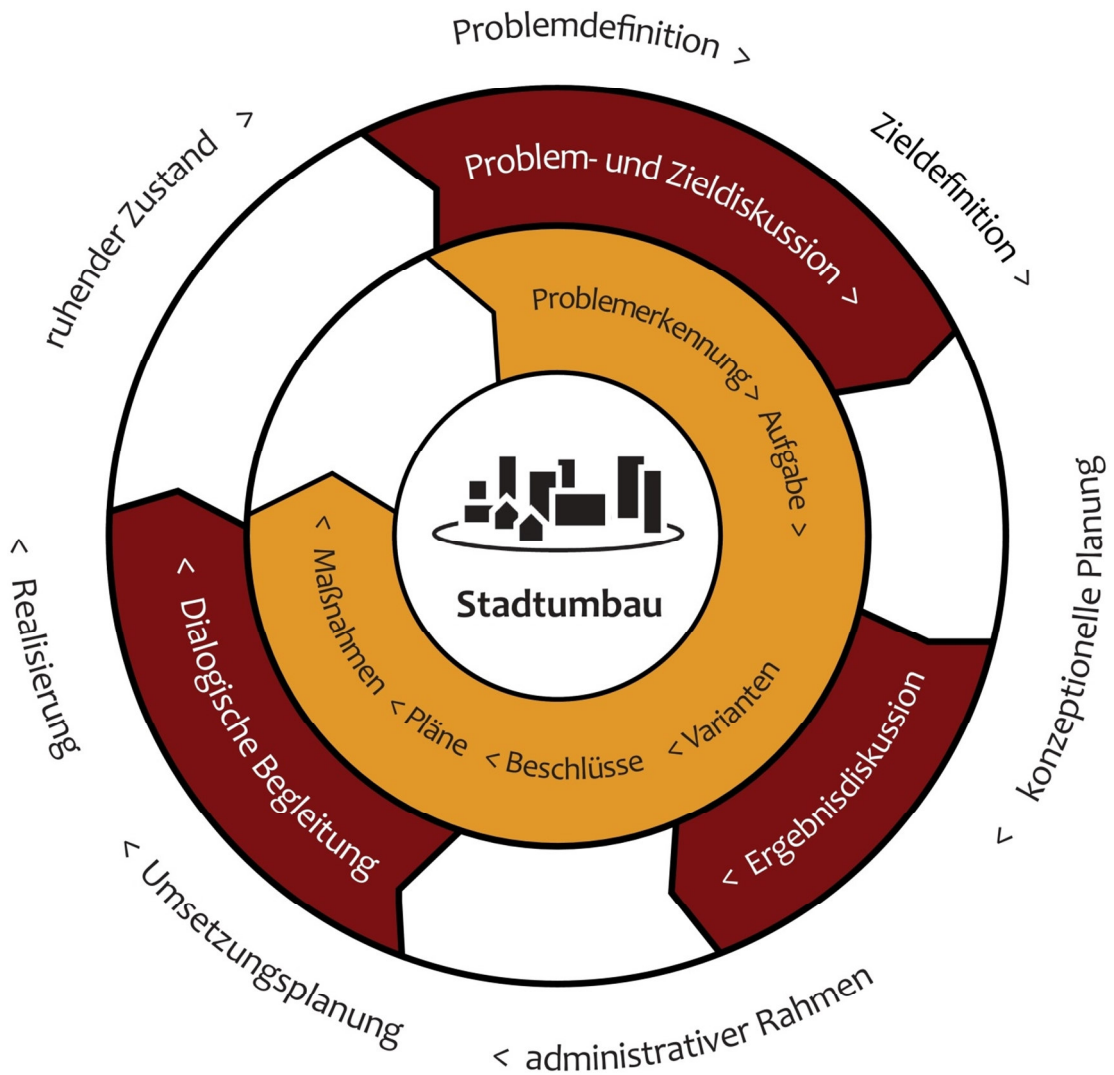 Problemdefinition >
Zieldefinition >
konzeptionelle Planung >
< administrativer Rahmen
< Umsetzungsplanung
< Realisierung
ruhender Zustand >
Problem- und Zieldiskussion >
< Ergebnisdiskussion
< Dialogische Begleitung
Problemerkennung > Aufgabe >
< Maßnahmen < Pläne < Beschlüsse < Varianten
Stadtumbau